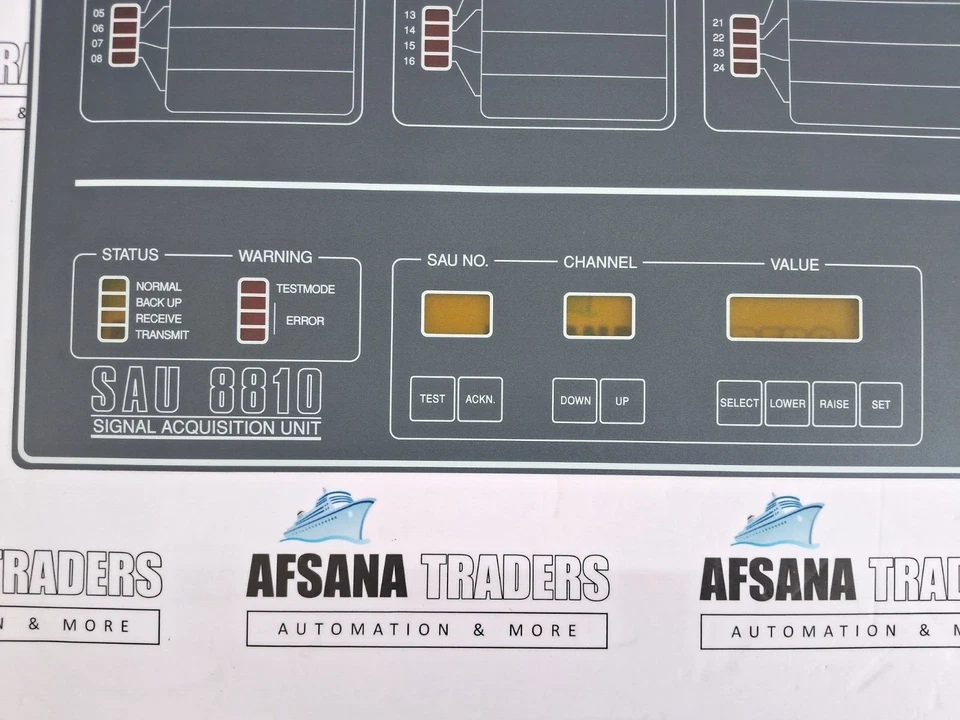 05
06
07
08
13
14
15
16
21
22
23
24
STATUS
WARNING
NORMAL
BACK UP
RECEIVE
TRANSMIT
TESTMODE
ERROR
SAU 8810
SIGNAL ACQUISITION UNIT
SAU NO.
CHANNEL
VALUE
TEST
ACKN.
DOWN
UP
SELECT
LOWER
RAISE
SET
TRADERS
N & MORE
AFSANA TRADERS
AUTOMATION & MORE
AFSANA TRAD
AUTOMATION & M